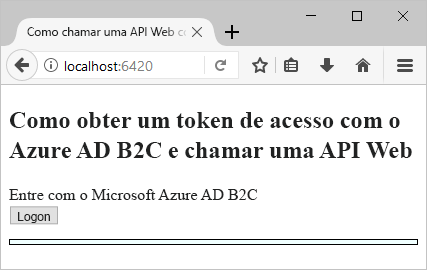 Como chamar uma API Web c
localhost:6420
Como obter um token de acesso com o
Azure AD B2C e chamar uma API Web
Entre com o Microsoft Azure AD B2C
Logon